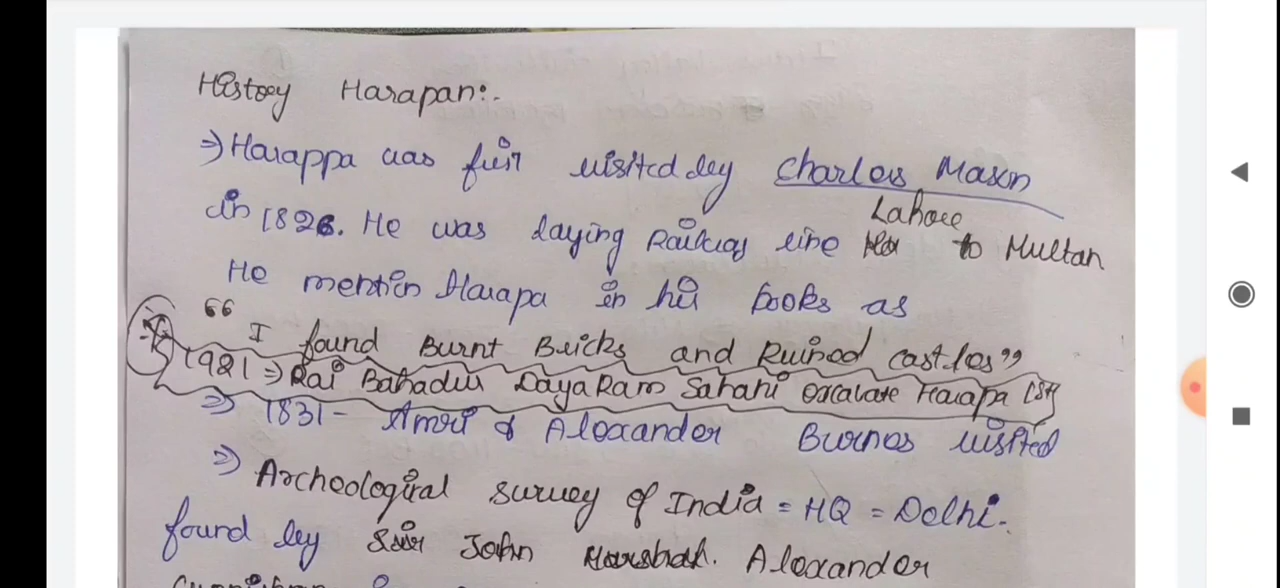 History Harapan:-
⇒ Harappa was first visited by Charles Mason
in 1826. He was laying Railway line Lahore to Multan
He mention Harapa in his books as
"I found Burnt Bricks and Ruined castles"
1921 ⇒ Rai Bahadur DayaRam Sahani Excavate Harapa
⇒ 1831 - Amri & Alexander Burnes visited
⇒ Archeological survey of India = HQ = Delhi.
found by Sir John Marshal. Alexander